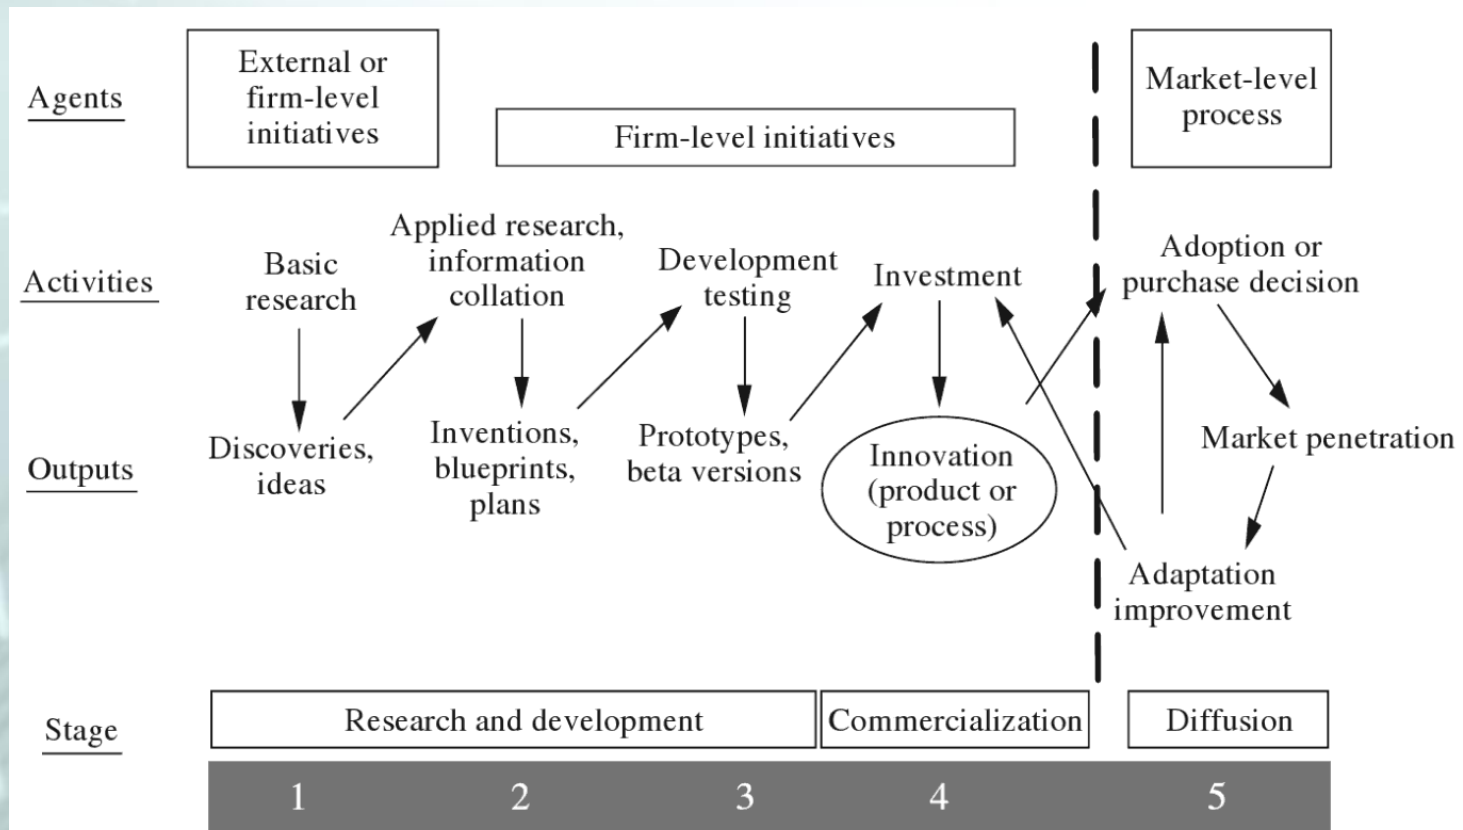 Agents
External or
firm-level
initiatives
Firm-level initiatives
Market-level
process
Activities
Basic
research
Applied research,
information
collation
Development
testing
Investment
Adoption or
purchase decision
Outputs
Discoveries,
ideas
Inventions,
blueprints,
plans
Prototypes,
beta versions
Innovation
(product or
process)
Market penetration
Adaptation
improvement
Stage
Research and development
Commercialization
Diffusion
1 2 3 4 5